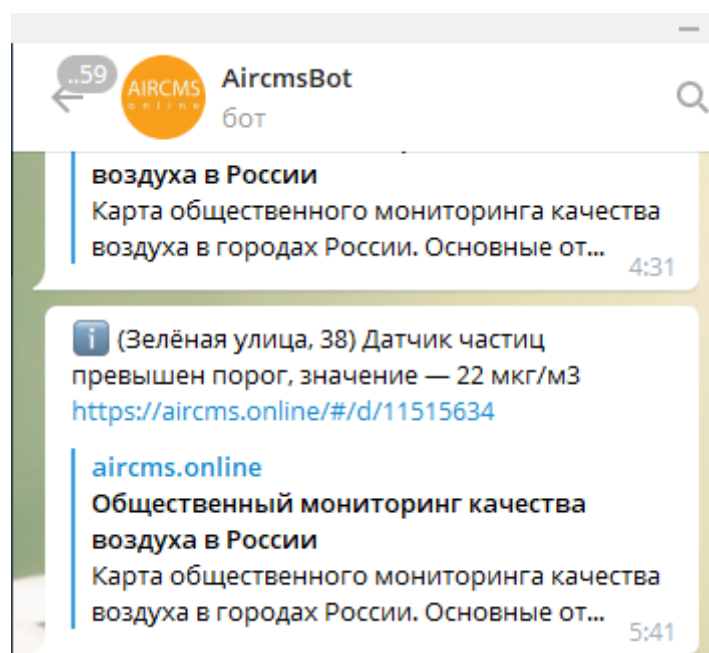 ..59
AIRCMS
online
AircmsBot
бот
воздуха в России
Карта общественного мониторинга качества
воздуха в городах России. Основные от...
4:31
ℹ️ (Зелёная улица, 38) Датчик частиц
превышен порог, значение — 22 мкг/м3
https://aircms.online/#/d/11515634
aircms.online
Общественный мониторинг качества
воздуха в России
Карта общественного мониторинга качества
воздуха в городах России. Основные от...
5:41